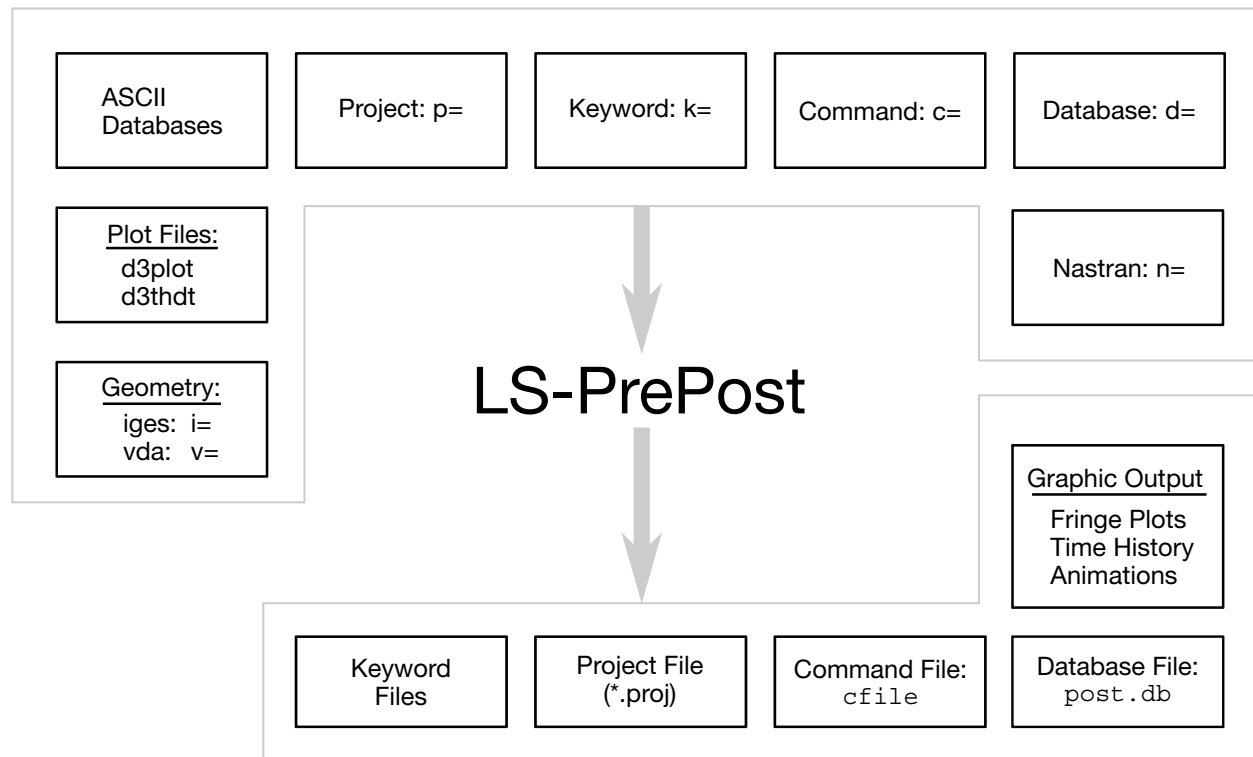 ASCII
Databases
Project: p=
Keyword: k=
Command: c=
Database: d=
Plot Files:
d3plot
d3thdt
Nastran: n=
Geometry:
iges: i=
vda: v=
LS-PrePost
Graphic Output
Fringe Plots
Time History
Animations
Keyword
Files
Project File
(*.proj)
Command File:
cfile
Database File:
post.db